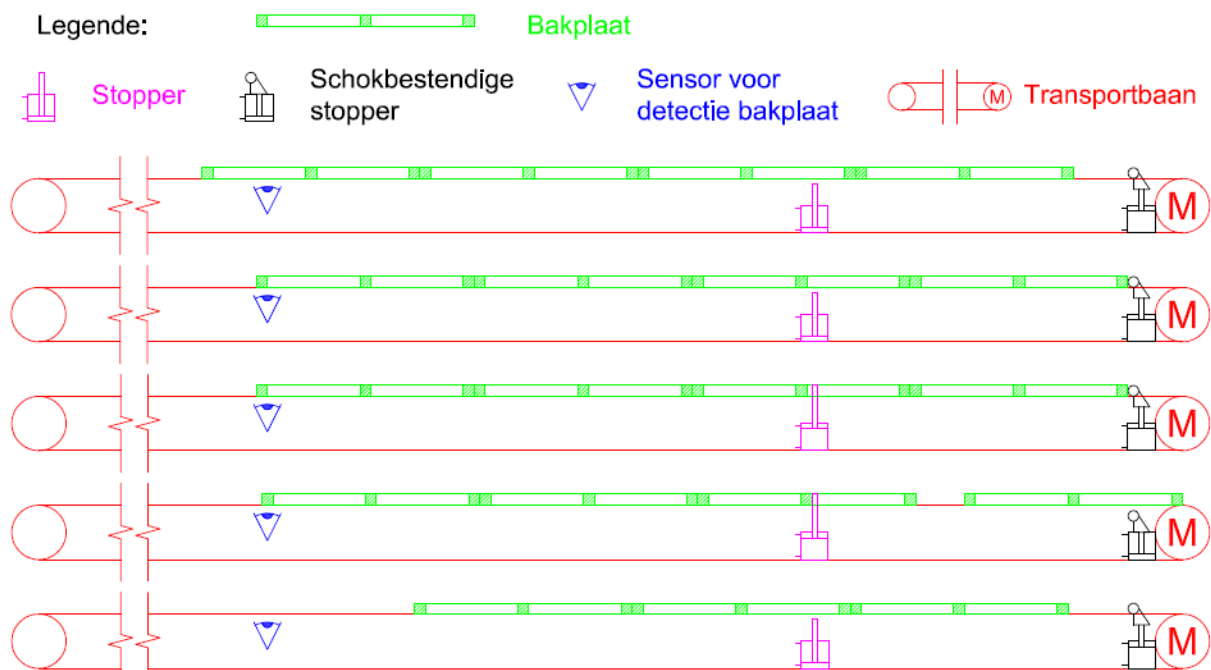 Legende:
Bakplaat
Stopper
Schokbestendige
stopper
Sensor voor
detectie bakplaat
M
Transportbaan
M
M
M
M
M